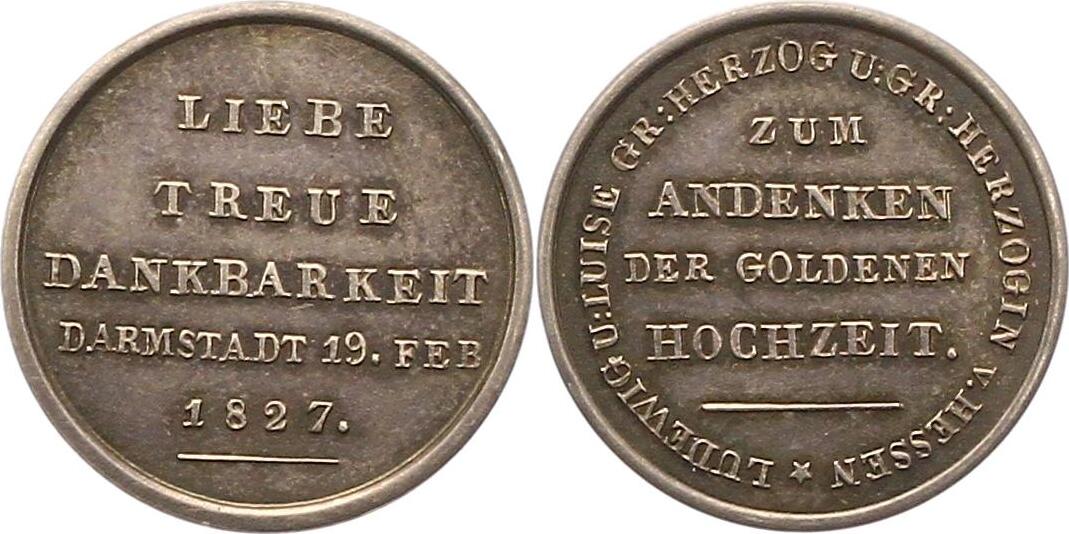 LIEBE
TREUE
DANKBARKEIT
DARMSTADT 19. FEB
1827.
LUDEWIG U: LUISE GR: HERZOG U: GR: HERZOGIN v. HESSEN
ZUM
ANDENKEN
DER GOLDENEN
HOCHZEIT.